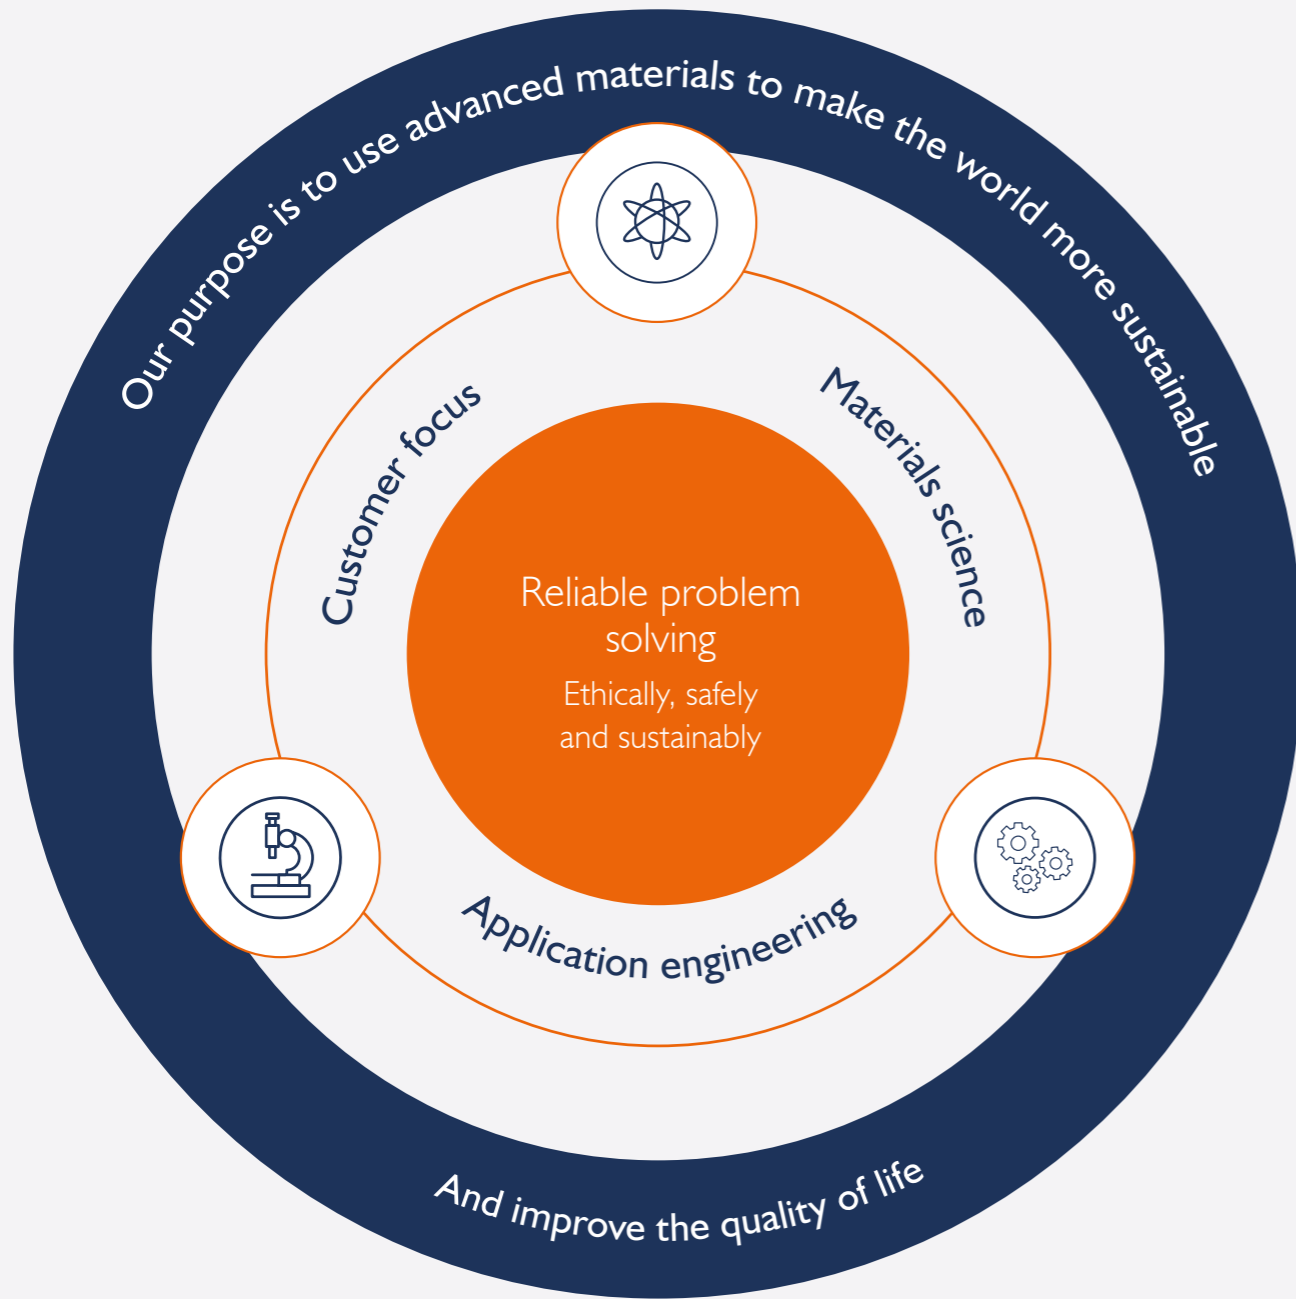 Our purpose is to use advanced materials to make the world more sustainable
Customer focus
Materials science
Reliable problem
solving
Ethically, safely
and sustainably
Application engineering
And improve the quality of life